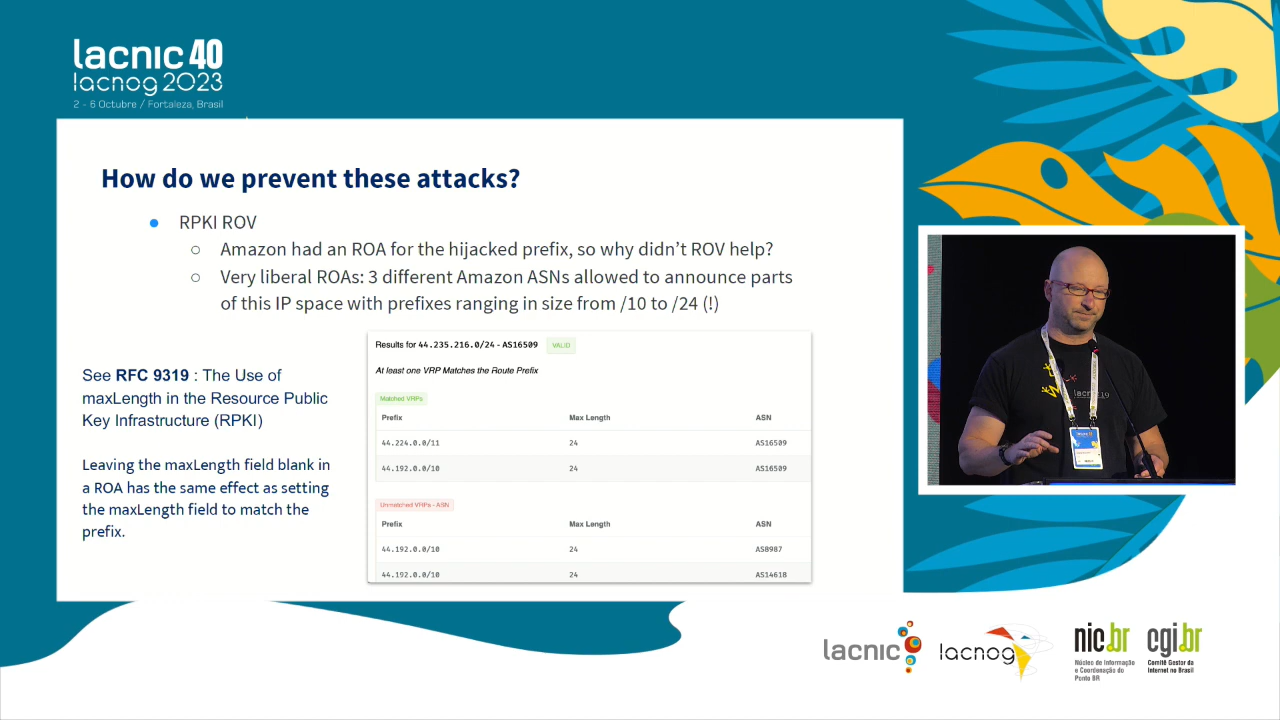 lacnic 40
lacnog 2023
2 - 6 Octubre / Fortaleza, Brasil
How do we prevent these attacks?
RPKI ROV
Amazon had an ROA for the hijacked prefix, so why didn't ROV help?
Very liberal ROAs: 3 different Amazon ASNs allowed to announce parts
of this IP space with prefixes ranging in size from /10 to /24 (!)
See RFC 9319 : The Use of
maxLength in the Resource Public
Key Infrastructure (RPKI)
Leaving the maxLength field blank in
a ROA has the same effect as setting
the maxLength field to match the
prefix.
Results for 44.235.216.0/24 - AS16509 VALID
At least one VRP Matches the Route Prefix
Matched VRPs
Prefix Max Length ASN
44.224.0.0/11 24 AS16509
44.192.0.0/10 24 AS16509
Unmatched VRPs - ASN
Prefix Max Length ASN
44.192.0.0/10 24 AS8987
44.192.0.0/10 24 AS14618
lacnic
lacnog
nic.br
Núcleo de Informação
e Coordenação do
Ponto BR
cgi.br
Comitê Gestor da
Internet no Brasil